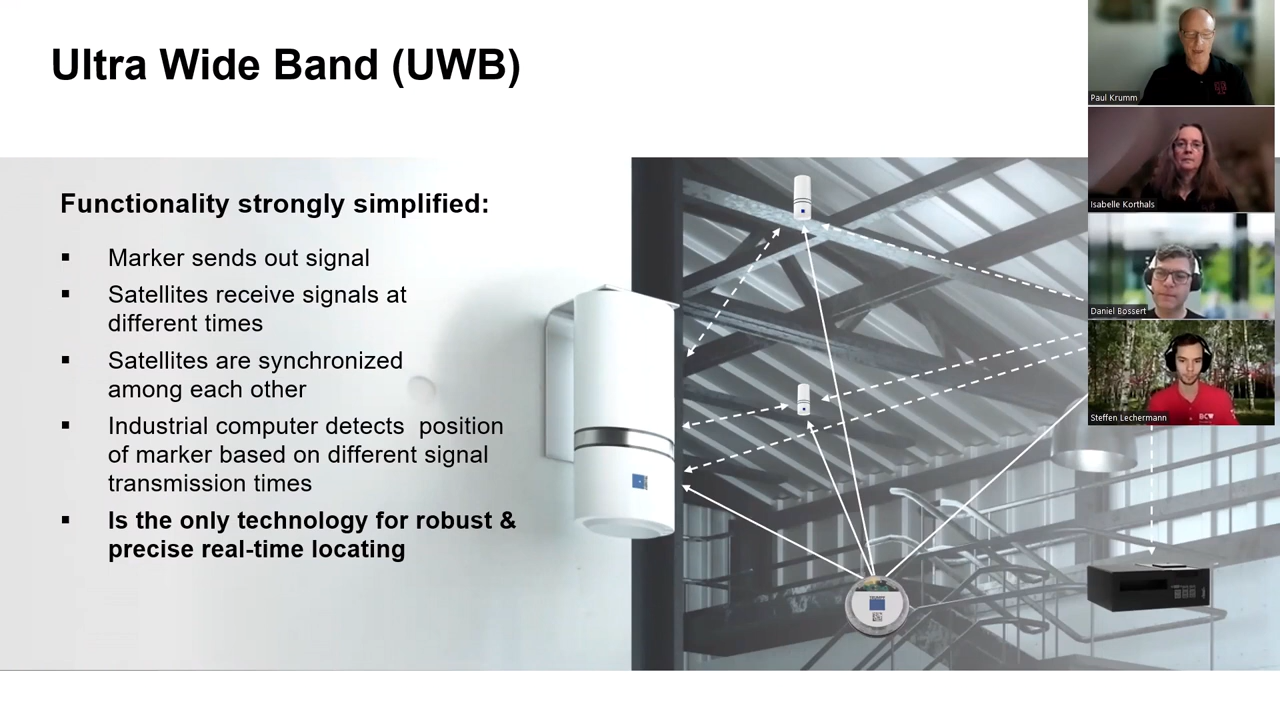 Ultra Wide Band (UWB)
Functionality strongly simplified:
▪ Marker sends out signal
▪ Satellites receive signals at
different times
▪ Satellites are synchronized
among each other
▪ Industrial computer detects position
of marker based on different signal
transmission times
▪ Is the only technology for robust &
precise real-time locating
Paul Krumm
Isabelle Korthals
Daniel Bossert
Steffen Lechermann